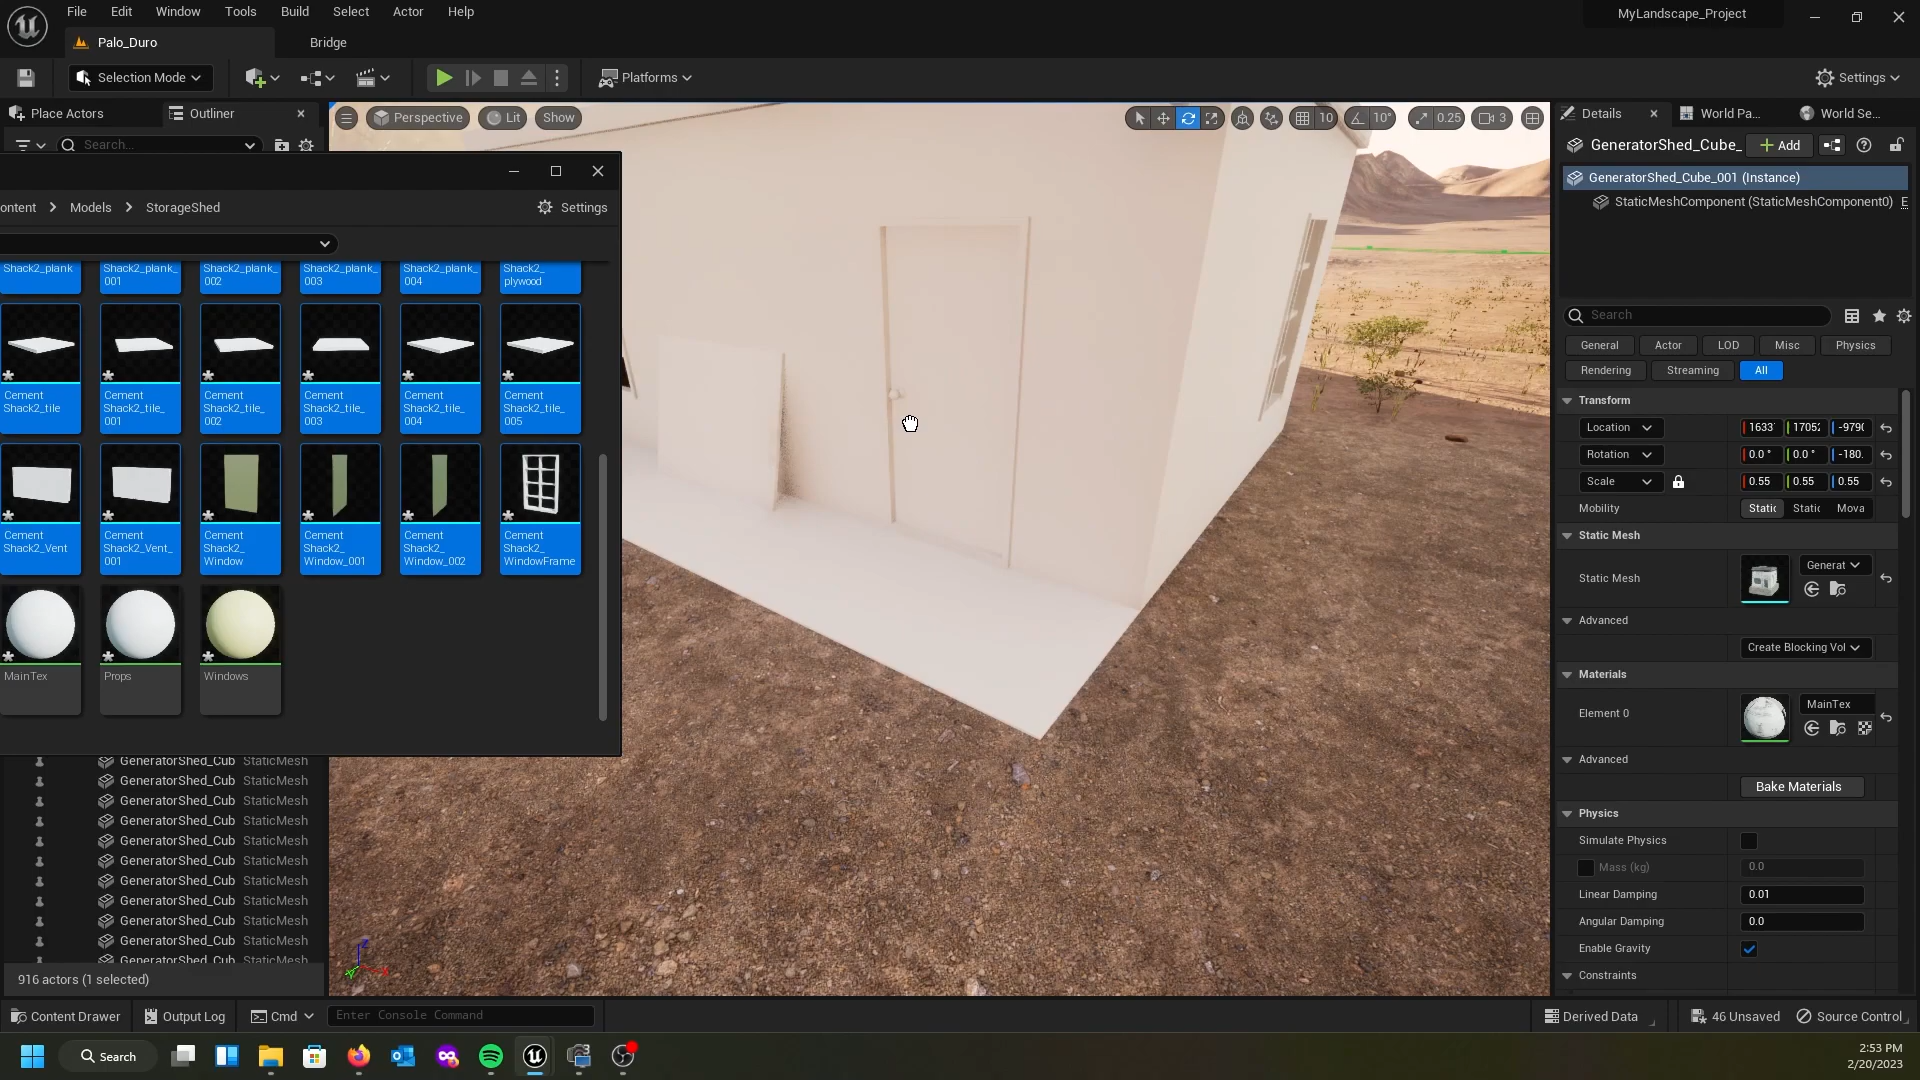 File Edit Window Tools Build Select Actor Help
MyLandscape_Project
Palo_Duro
Bridge
Selection Mode
Platforms
Settings
Place Actors
Outliner
Search...
Perspective
Lit
Show
10
10°
0.25
3
Details
World Pa...
World Se...
GeneratorShed_Cube_
Add
GeneratorShed_Cube_001 (Instance)
StaticMeshComponent (StaticMeshComponent0) E
Search
General
Actor
LOD
Misc
Physics
Rendering
Streaming
All
Transform
Location
1633
1705
-979
Rotation
0.0 °
0.0 °
-180.
Scale
0.55
0.55
0.55
Mobility
Static
Static
Mova
Static Mesh
Static Mesh
Generat
Advanced
Create Blocking Vol
Materials
Element 0
MainTex
Advanced
Bake Materials
Physics
Simulate Physics
Mass (kg)
0.0
Linear Damping
0.01
Angular Damping
0.0
Enable Gravity
Constraints
ontent
Models
StorageShed
Settings
Shack2_plank
Shack2_plank_
001
Shack2_plank_
002
Shack2_plank_
003
Shack2_plank_
004
Shack2_
plywood
Cement
Shack2_tile
Cement
Shack2_tile_
001
Cement
Shack2_tile_
002
Cement
Shack2_tile_
003
Cement
Shack2_tile_
004
Cement
Shack2_tile_
005
Cement
Shack2_Vent
Cement
Shack2_Vent_
001
Cement
Shack2_
Window
Cement
Shack2_
Window_001
Cement
Shack2_
Window_002
Cement
Shack2_
WindowFrame
MainTex
Props
Windows
GeneratorShed_Cub StaticMesh
GeneratorShed_Cub StaticMesh
GeneratorShed_Cub StaticMesh
GeneratorShed_Cub StaticMesh
GeneratorShed_Cub StaticMesh
GeneratorShed_Cub StaticMesh
GeneratorShed_Cub StaticMesh
GeneratorShed_Cub StaticMesh
GeneratorShed_Cub StaticMesh
GeneratorShed_Cub StaticMesh
GeneratorShed_Cub StaticMesh
916 actors (1 selected)
Content Drawer
Output Log
Cmd
Enter Console Command
Derived Data
46 Unsaved
Source Control
Search
2:53 PM
2/20/2023